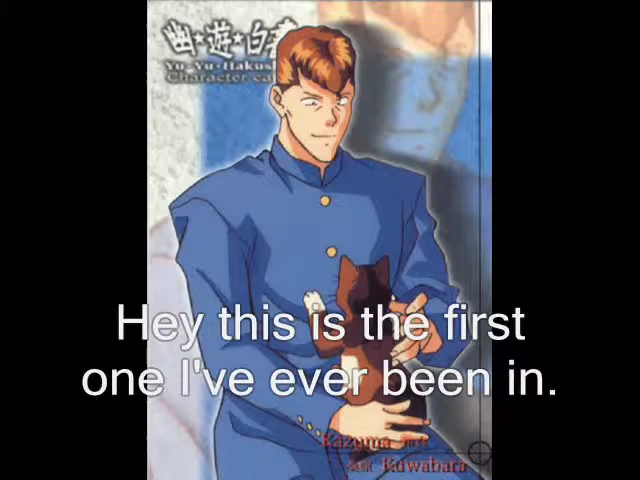 幽★遊★白書
Yu・Yu・Hakus
Character ca
Hey this is the first
one I've ever been in.
Kazuma
Kuwabara